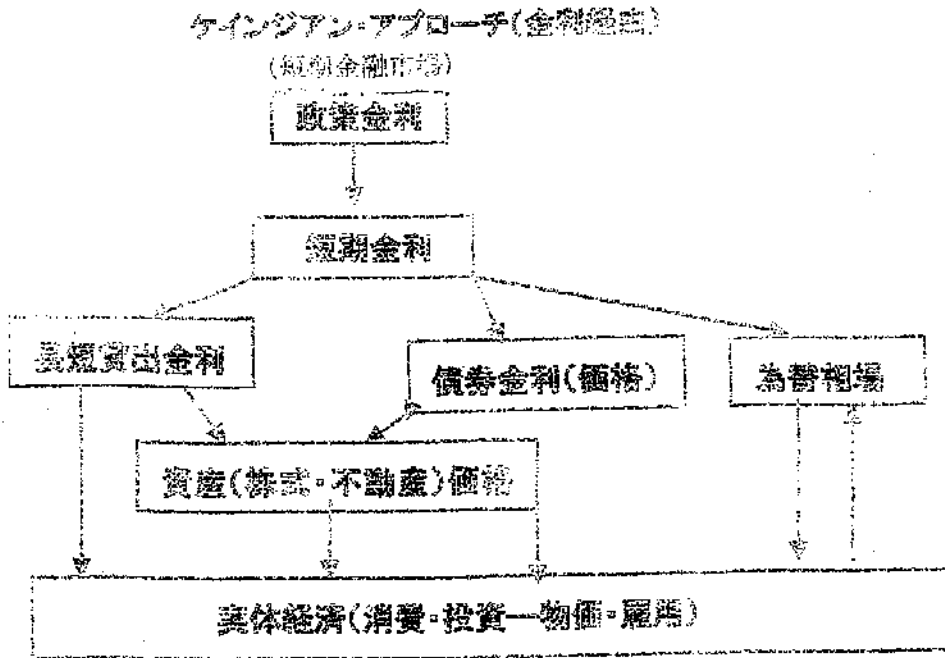 ケインジアン・アプローチ(金利経由)
(短期金融市場)
政策金利
短期金利
長短貸出金利
債券金利(価格)
為替相場
資産(株式・不動産)価格
実体経済(消費・投資―物価・雇用)